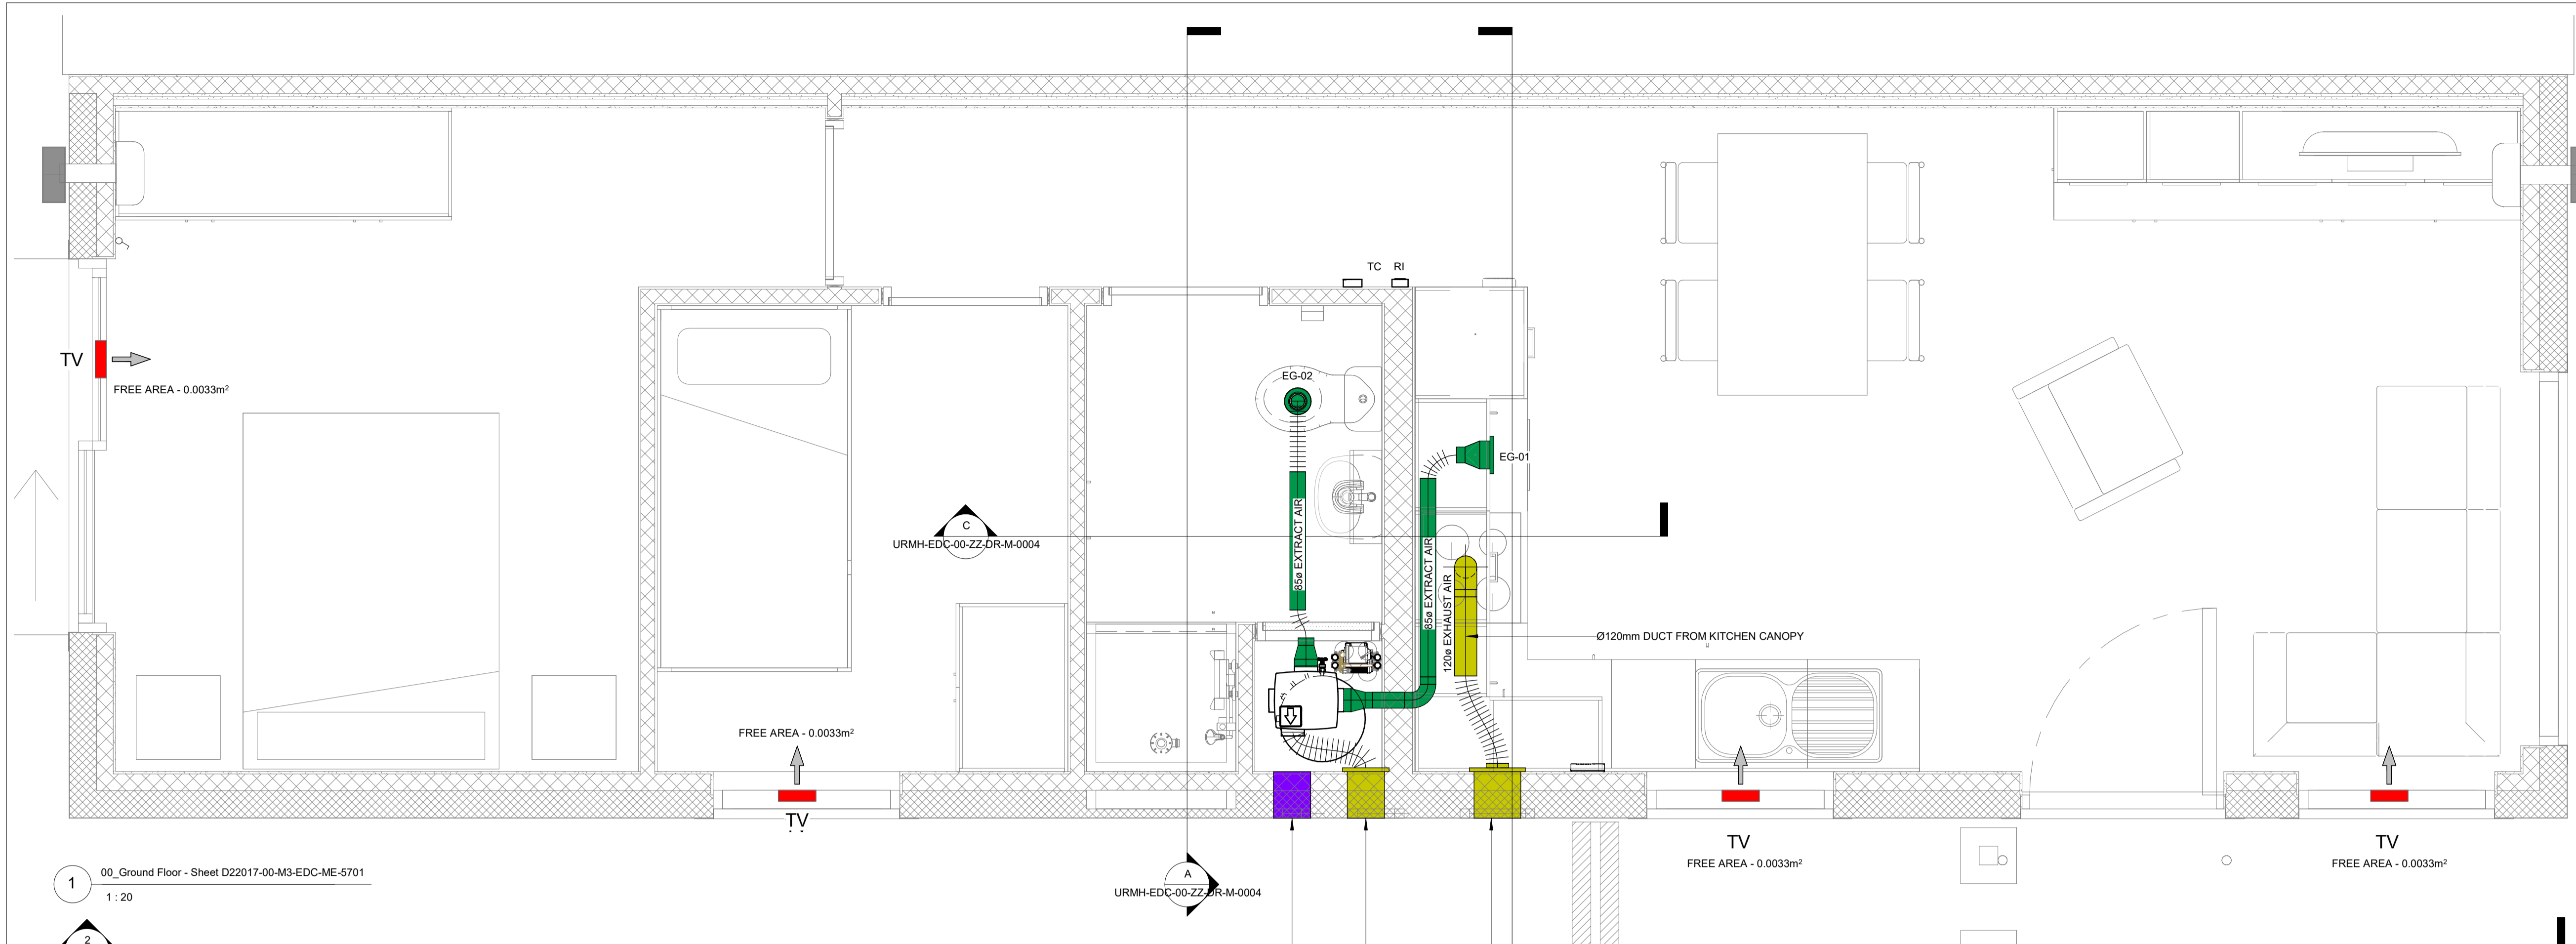 TC RI
TV
FREE AREA - 0.0033m²
EG-02
EG-01
85ø EXTRACT AIR
85ø EXTRACT AIR
120ø EXHAUST AIR
C
URMH-EDC-00-ZZ-DR-M-0004
Ø120mm DUCT FROM KITCHEN CANOPY
FREE AREA - 0.0033m²
TV
TV
FREE AREA - 0.0033m²
TV
FREE AREA - 0.0033m²
1
00_Ground Floor - Sheet D22017-00-M3-EDC-ME-5701
1 : 20
A
URMH-EDC-00-ZZ-DR-M-0004
2